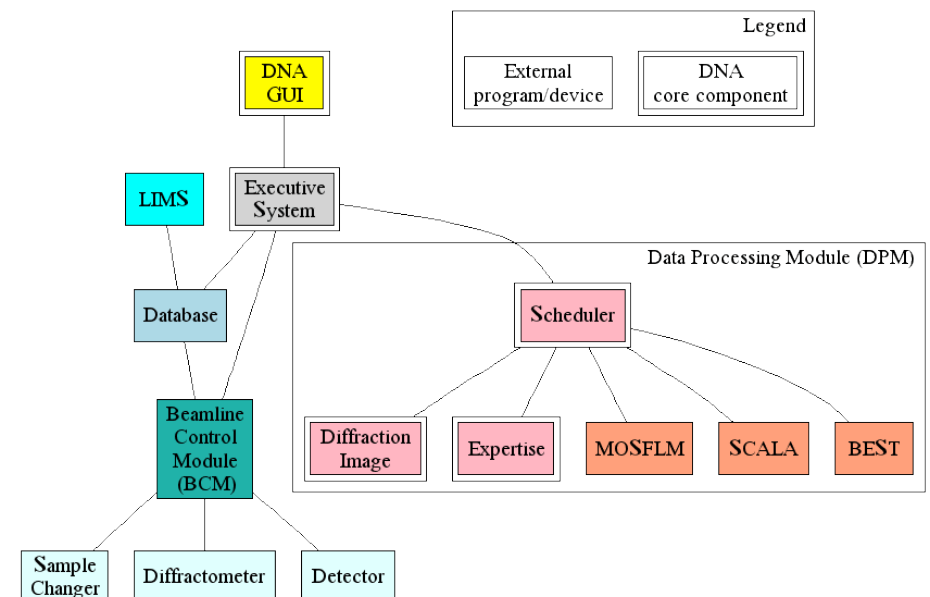 Legend
External
program/device
DNA
core component
DNA
GUI
LIMS
Executive
System
Data Processing Module (DPM)
Database
Scheduler
Beamline
Control
Module
(BCM)
Diffraction
Image
Expertise
MOSFLM
SCALA
BEST
Sample
Changer
Diffractometer
Detector